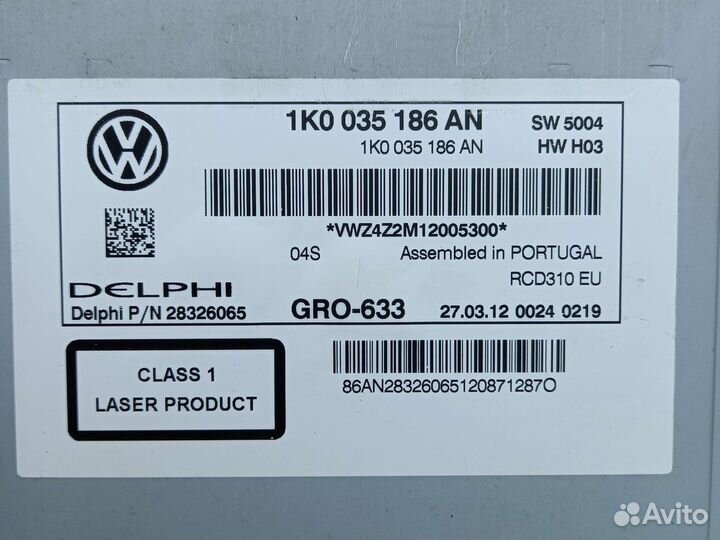 1K0 035 186 AN SW 5004
1K0 035 186 AN HW H03
*VWZ4Z2M12005300*
04S Assembled in PORTUGAL
RCD310 EU
DELPHI
Delphi P/N 28326065 GRO-633 27.03.12 0024 0219
CLASS 1
LASER PRODUCT
86AN28326065120871287O
Avito